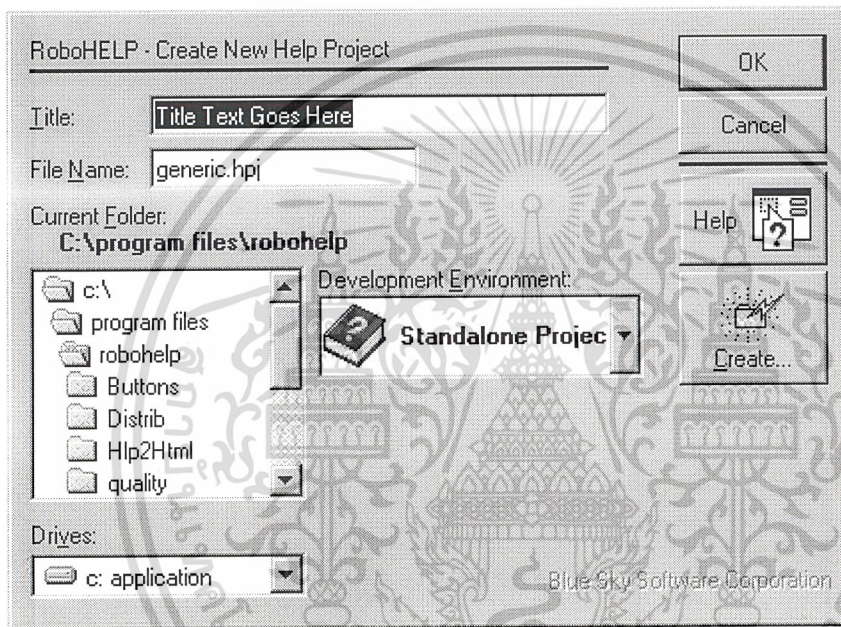 RoboHELP - Create New Help Project
OK
Title:
Title Text Goes Here
Cancel
File Name:
generic.hpj
Help
Current Folder:
C:\program files\robohelp
c:\
program files
robohelp
Buttons
Distrib
Hlp2Html
quality
Development Environment:
Standalone Projec
Create...
Drives:
c: application
Blue Sky Software Corporation